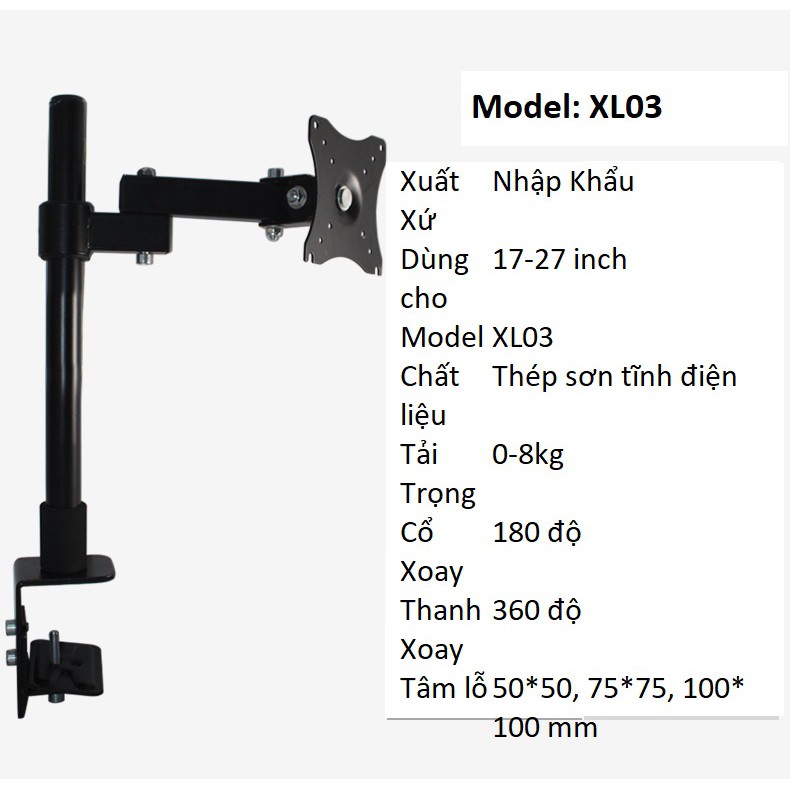 Model: XL03
Xuất Nhập Khẩu
Xứ
Dùng 17-27 inch
cho
Model XL03
Chất Thép sơn tĩnh điện
liệu
Tải 0-8kg
Trọng
Cổ 180 độ
Xoay
Thanh 360 độ
Xoay
Tâm lỗ 50*50, 75*75, 100*
100 mm